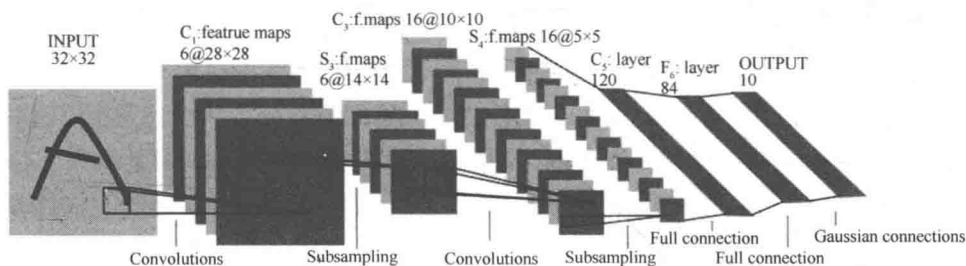 INPUT
32×32
C1:featrue maps
6@28×28
S3:f.maps
6@14×14
C3:f.maps 16@10×10
S4:f.maps 16@5×5
C5: layer
120
F6: layer
84
OUTPUT
10
Convolutions
Subsampling
Convolutions
Subsampling
Full connection
Full connection
Gaussian connections